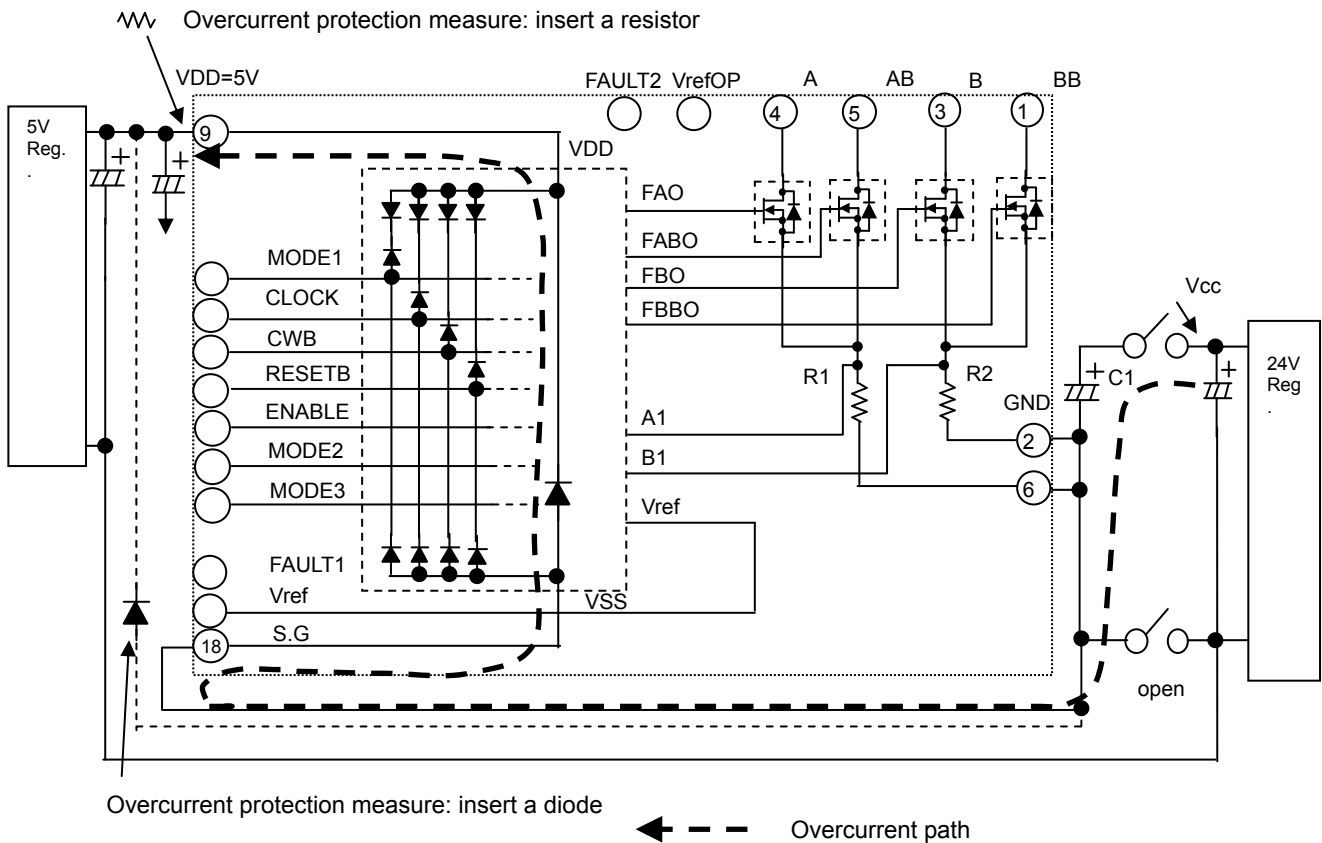 Overcurrent protection measure: insert a resistor
VDD=5V
FAULT2 VrefOP
A
AB
B
BB
5V
Reg.
.
9
4
5
3
1
VDD
FAO
FABO
FBO
FBBO
MODE1
CLOCK
CWB
RESETB
ENABLE
MODE2
MODE3
FAULT1
Vref
S.G
18
VSS
A1
B1
Vref
R1
R2
GND
2
6
+
+
+
C1
+
Vcc
24V
Reg
.
open
Overcurrent protection measure: insert a diode
Overcurrent path